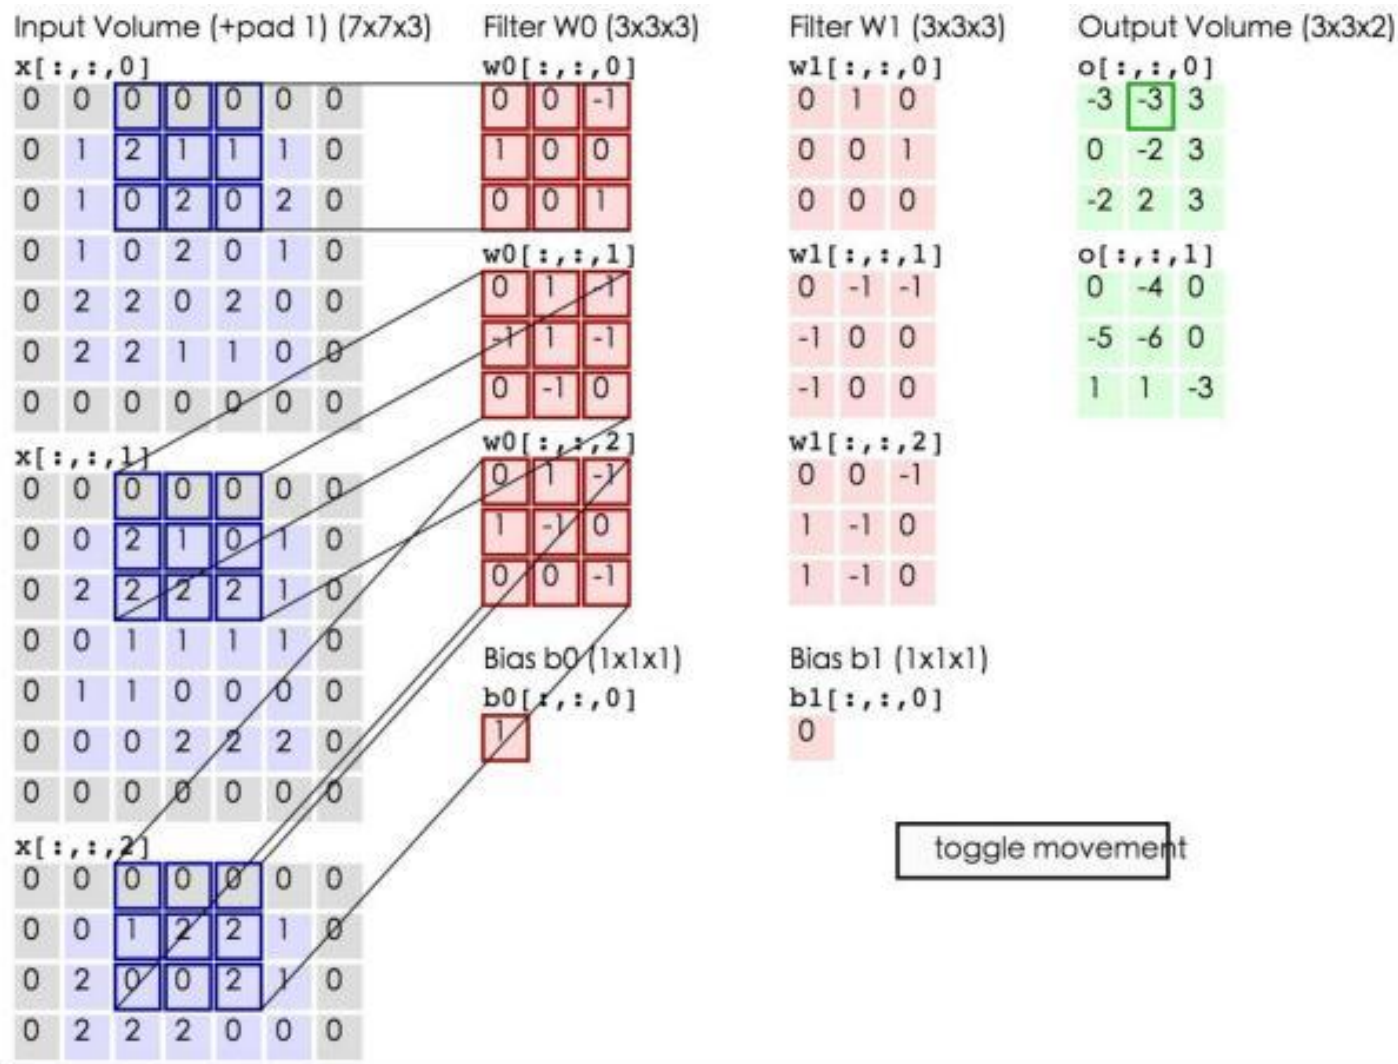 Input Volume (+pad 1) (7x7x3)
x[:,:,0]
0 0 0 0 0 0 0
0 1 2 1 1 1 0
0 1 0 2 0 2 0
0 1 0 2 0 1 0
0 2 2 0 2 0 0
0 2 2 1 1 0 0
0 0 0 0 0 0 0
x[:,:,1]
0 0 0 0 0 0 0
0 0 2 1 0 1 0
0 2 2 2 2 1 0
0 0 1 1 1 1 0
0 1 1 0 0 0 0
0 0 0 2 2 2 0
0 0 0 0 0 0 0
x[:,:,2]
0 0 0 0 0 0 0
0 0 1 2 2 1 0
0 2 0 0 2 1 0
0 2 2 2 0 0 0
Filter W0 (3x3x3)
w0[:,:,0]
0 0 -1
1 0 0
0 0 1
w0[:,:,1]
0 1 -1
-1 1 -1
0 -1 0
w0[:,:,2]
0 1 -1
1 -1 0
0 0 -1
Bias b0 (1x1x1)
b0[:,:,0]
1
Filter W1 (3x3x3)
w1[:,:,0]
0 1 0
0 0 1
0 0 0
w1[:,:,1]
0 -1 -1
-1 0 0
-1 0 0
w1[:,:,2]
0 0 -1
1 -1 0
1 -1 0
Bias b1 (1x1x1)
b1[:,:,0]
0
Output Volume (3x3x2)
o[:,:,0]
-3 -3 3
0 -2 3
-2 2 3
o[:,:,1]
0 -4 0
-5 -6 0
1 1 -3
toggle movement